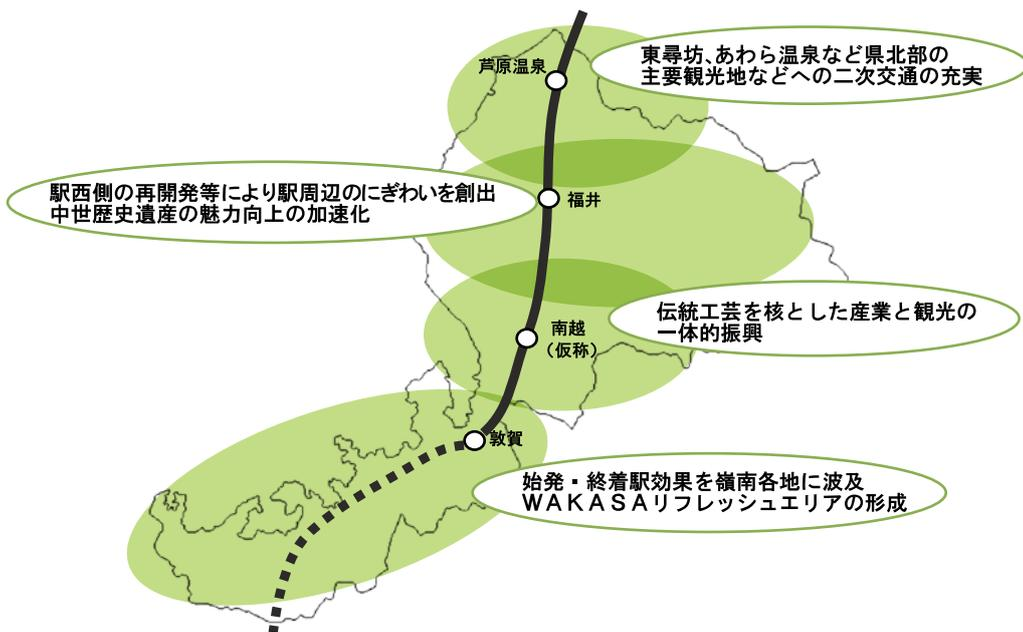 芦原温泉
東尋坊、あわら温泉など県北部の
主要観光地などへの二次交通の充実
駅西側の再開発等により駅周辺のにぎわいを創出
中世歴史遺産の魅力向上の加速化
福井
伝統工芸を核とした産業と観光の
一体的振興
南越
（仮称）
敦賀
始発・終着駅効果を嶺南各地に波及
ＷＡＫＡＳＡリフレッシュエリアの形成